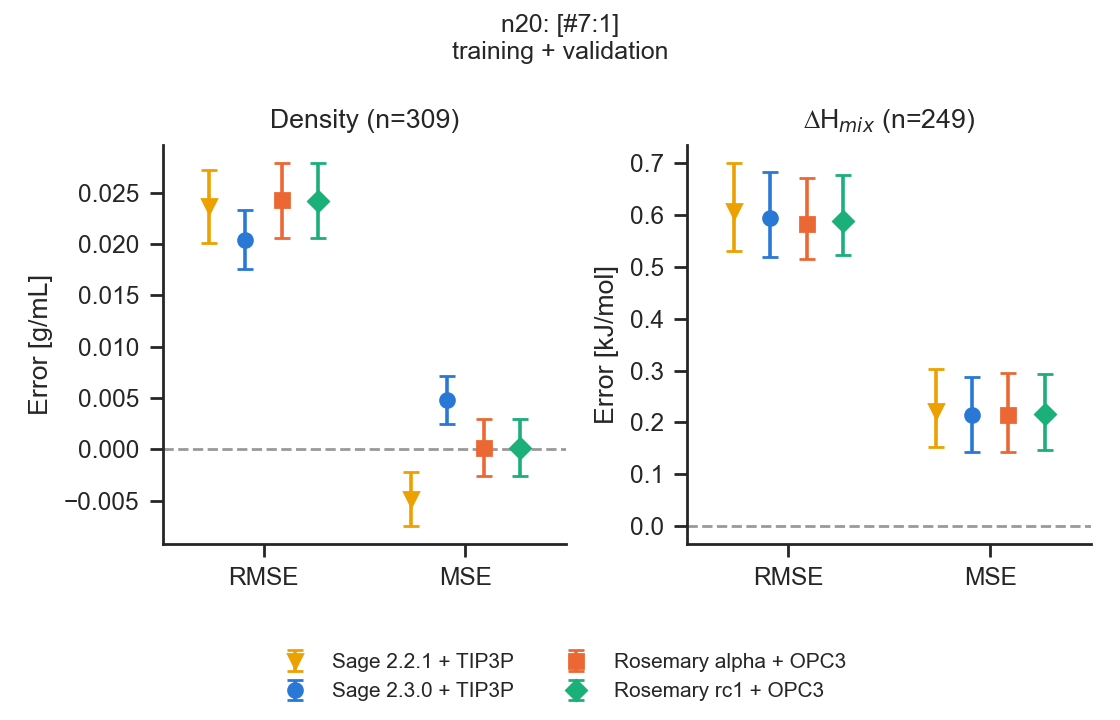 n20: [#7:1]
training + validation
Density (n=309)
ΔHmix (n=249)
Error [g/mL]
0.025
0.020
0.015
0.010
0.005
0.000
−0.005
RMSE
MSE
Error [kJ/mol]
0.7
0.6
0.5
0.4
0.3
0.2
0.1
0.0
RMSE
MSE
Sage 2.2.1 + TIP3P
Sage 2.3.0 + TIP3P
Rosemary alpha + OPC3
Rosemary rc1 + OPC3